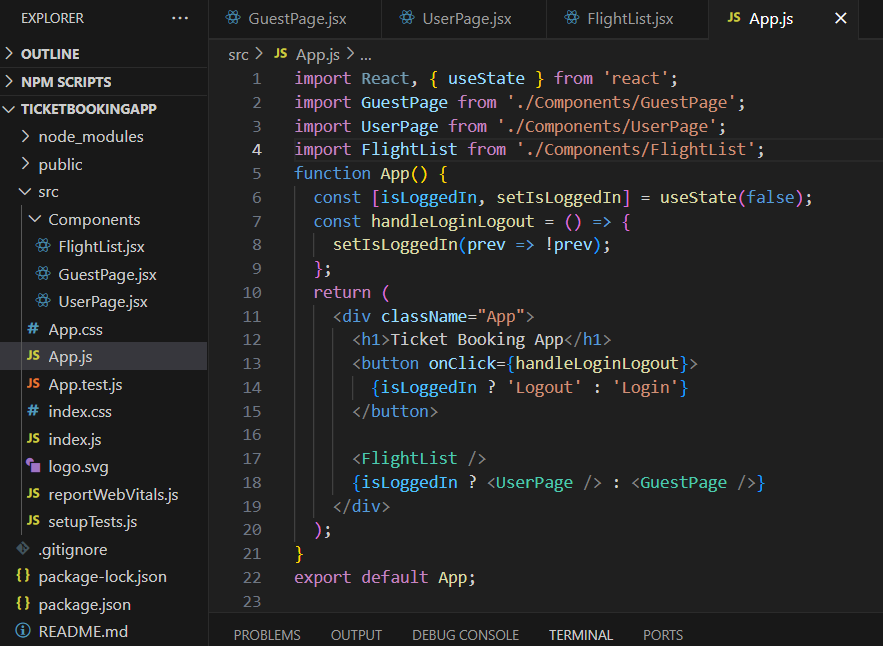 EXPLORER ...
OUTLINE
NPM SCRIPTS
TICKETBOOKINGAPP
node_modules
public
src
Components
FlightList.jsx
GuestPage.jsx
UserPage.jsx
# App.css
JS App.js
JS App.test.js
# index.css
JS index.js
logo.svg
JS reportWebVitals.js
JS setupTests.js
.gitignore
{} package-lock.json
{} package.json
README.md
GuestPage.jsx UserPage.jsx FlightList.jsx JS App.js ×
src > JS App.js > ...
1 import React, { useState } from 'react';
2 import GuestPage from './Components/GuestPage';
3 import UserPage from './Components/UserPage';
4 import FlightList from './Components/FlightList';
5 function App() {
6 const [isLoggedIn, setIsLoggedIn] = useState(false);
7 const handleLoginLogout = () => {
8 setIsLoggedIn(prev => !prev);
9 };
10 return (
11 <div className="App">
12 <h1>Ticket Booking App</h1>
13 <button onClick={handleLoginLogout}>
14 {isLoggedIn ? 'Logout' : 'Login'}
15 </button>
16
17 <FlightList />
18 {isLoggedIn ? <UserPage /> : <GuestPage />}
19 </div>
20 );
21 }
22 export default App;
23
PROBLEMS OUTPUT DEBUG CONSOLE TERMINAL PORTS